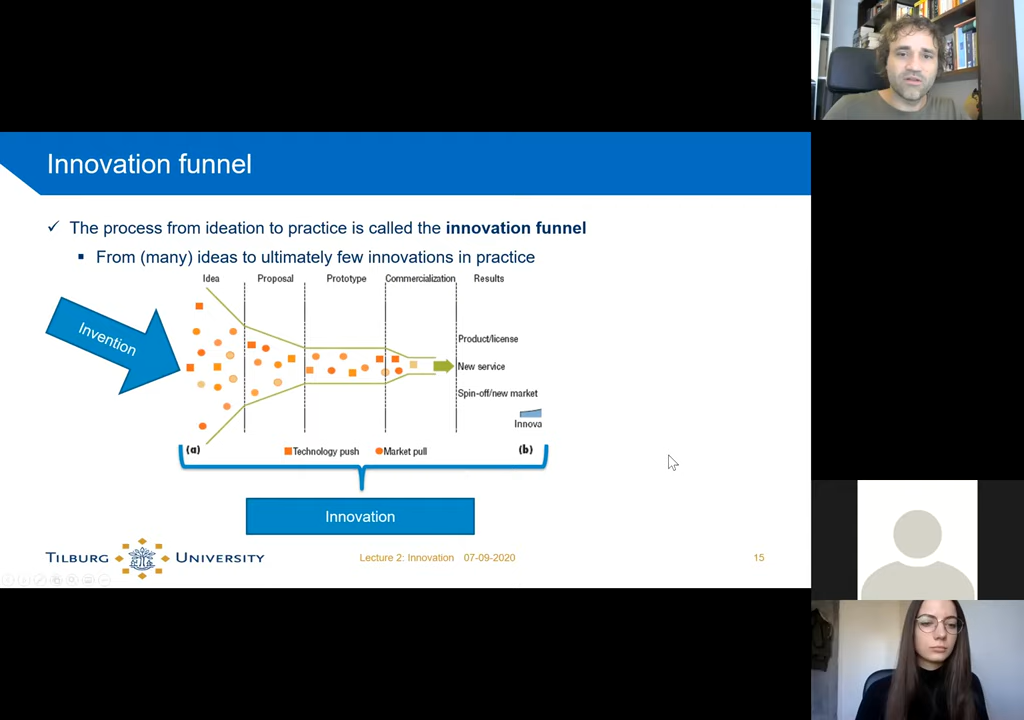 Innovation funnel
✓ The process from ideation to practice is called the innovation funnel
▪ From (many) ideas to ultimately few innovations in practice
Idea Proposal Prototype Commercialization Results
Invention
Product/license
New service
Spin-off/new market
Innova
(a) Technology push Market pull (b)
Innovation
TILBURG UNIVERSITY
Lecture 2: Innovation 07-09-2020 15